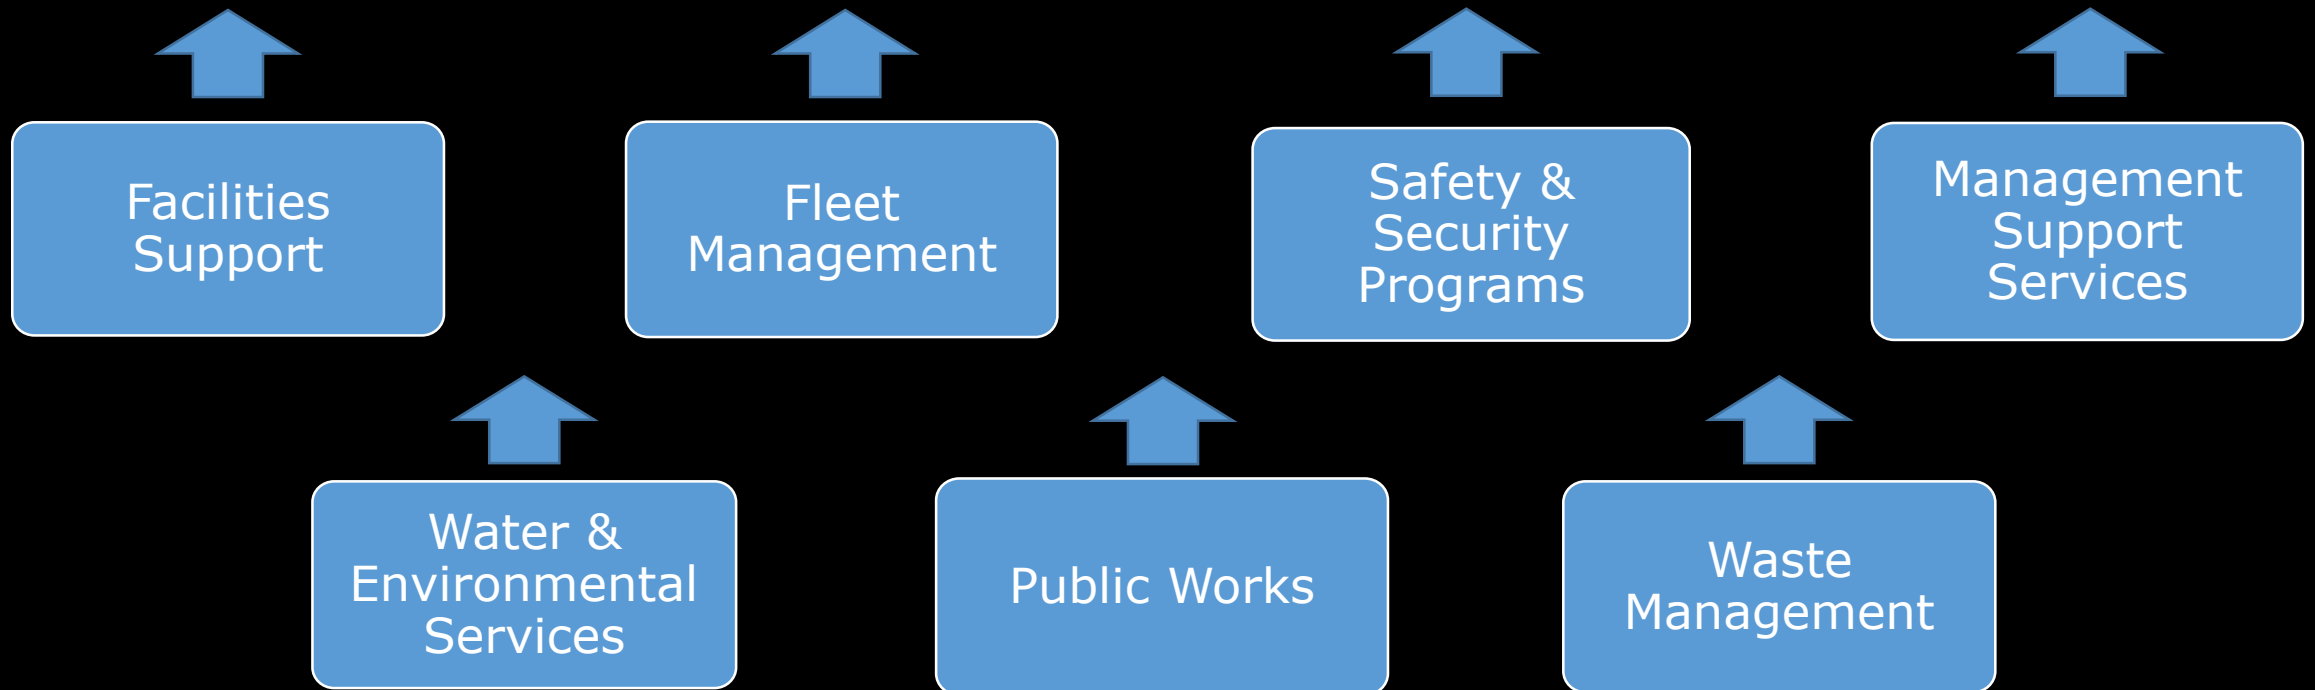 Facilities
Support
Fleet
Management
Safety &
Security
Programs
Management
Support
Services
Water &
Environmental
Services
Public Works
Waste
Management